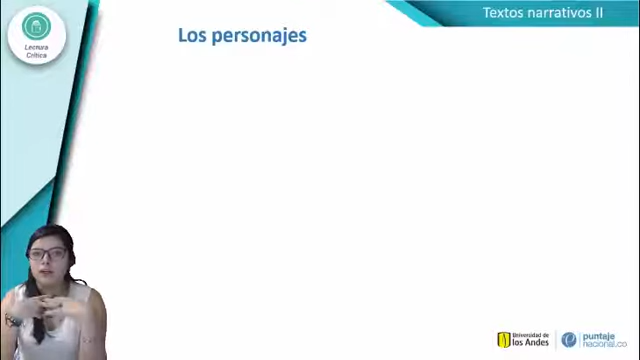 Textos narrativos II
Lectura
Crítica
Los personajes
Universidad de
los Andes
puntaje
nacional.co